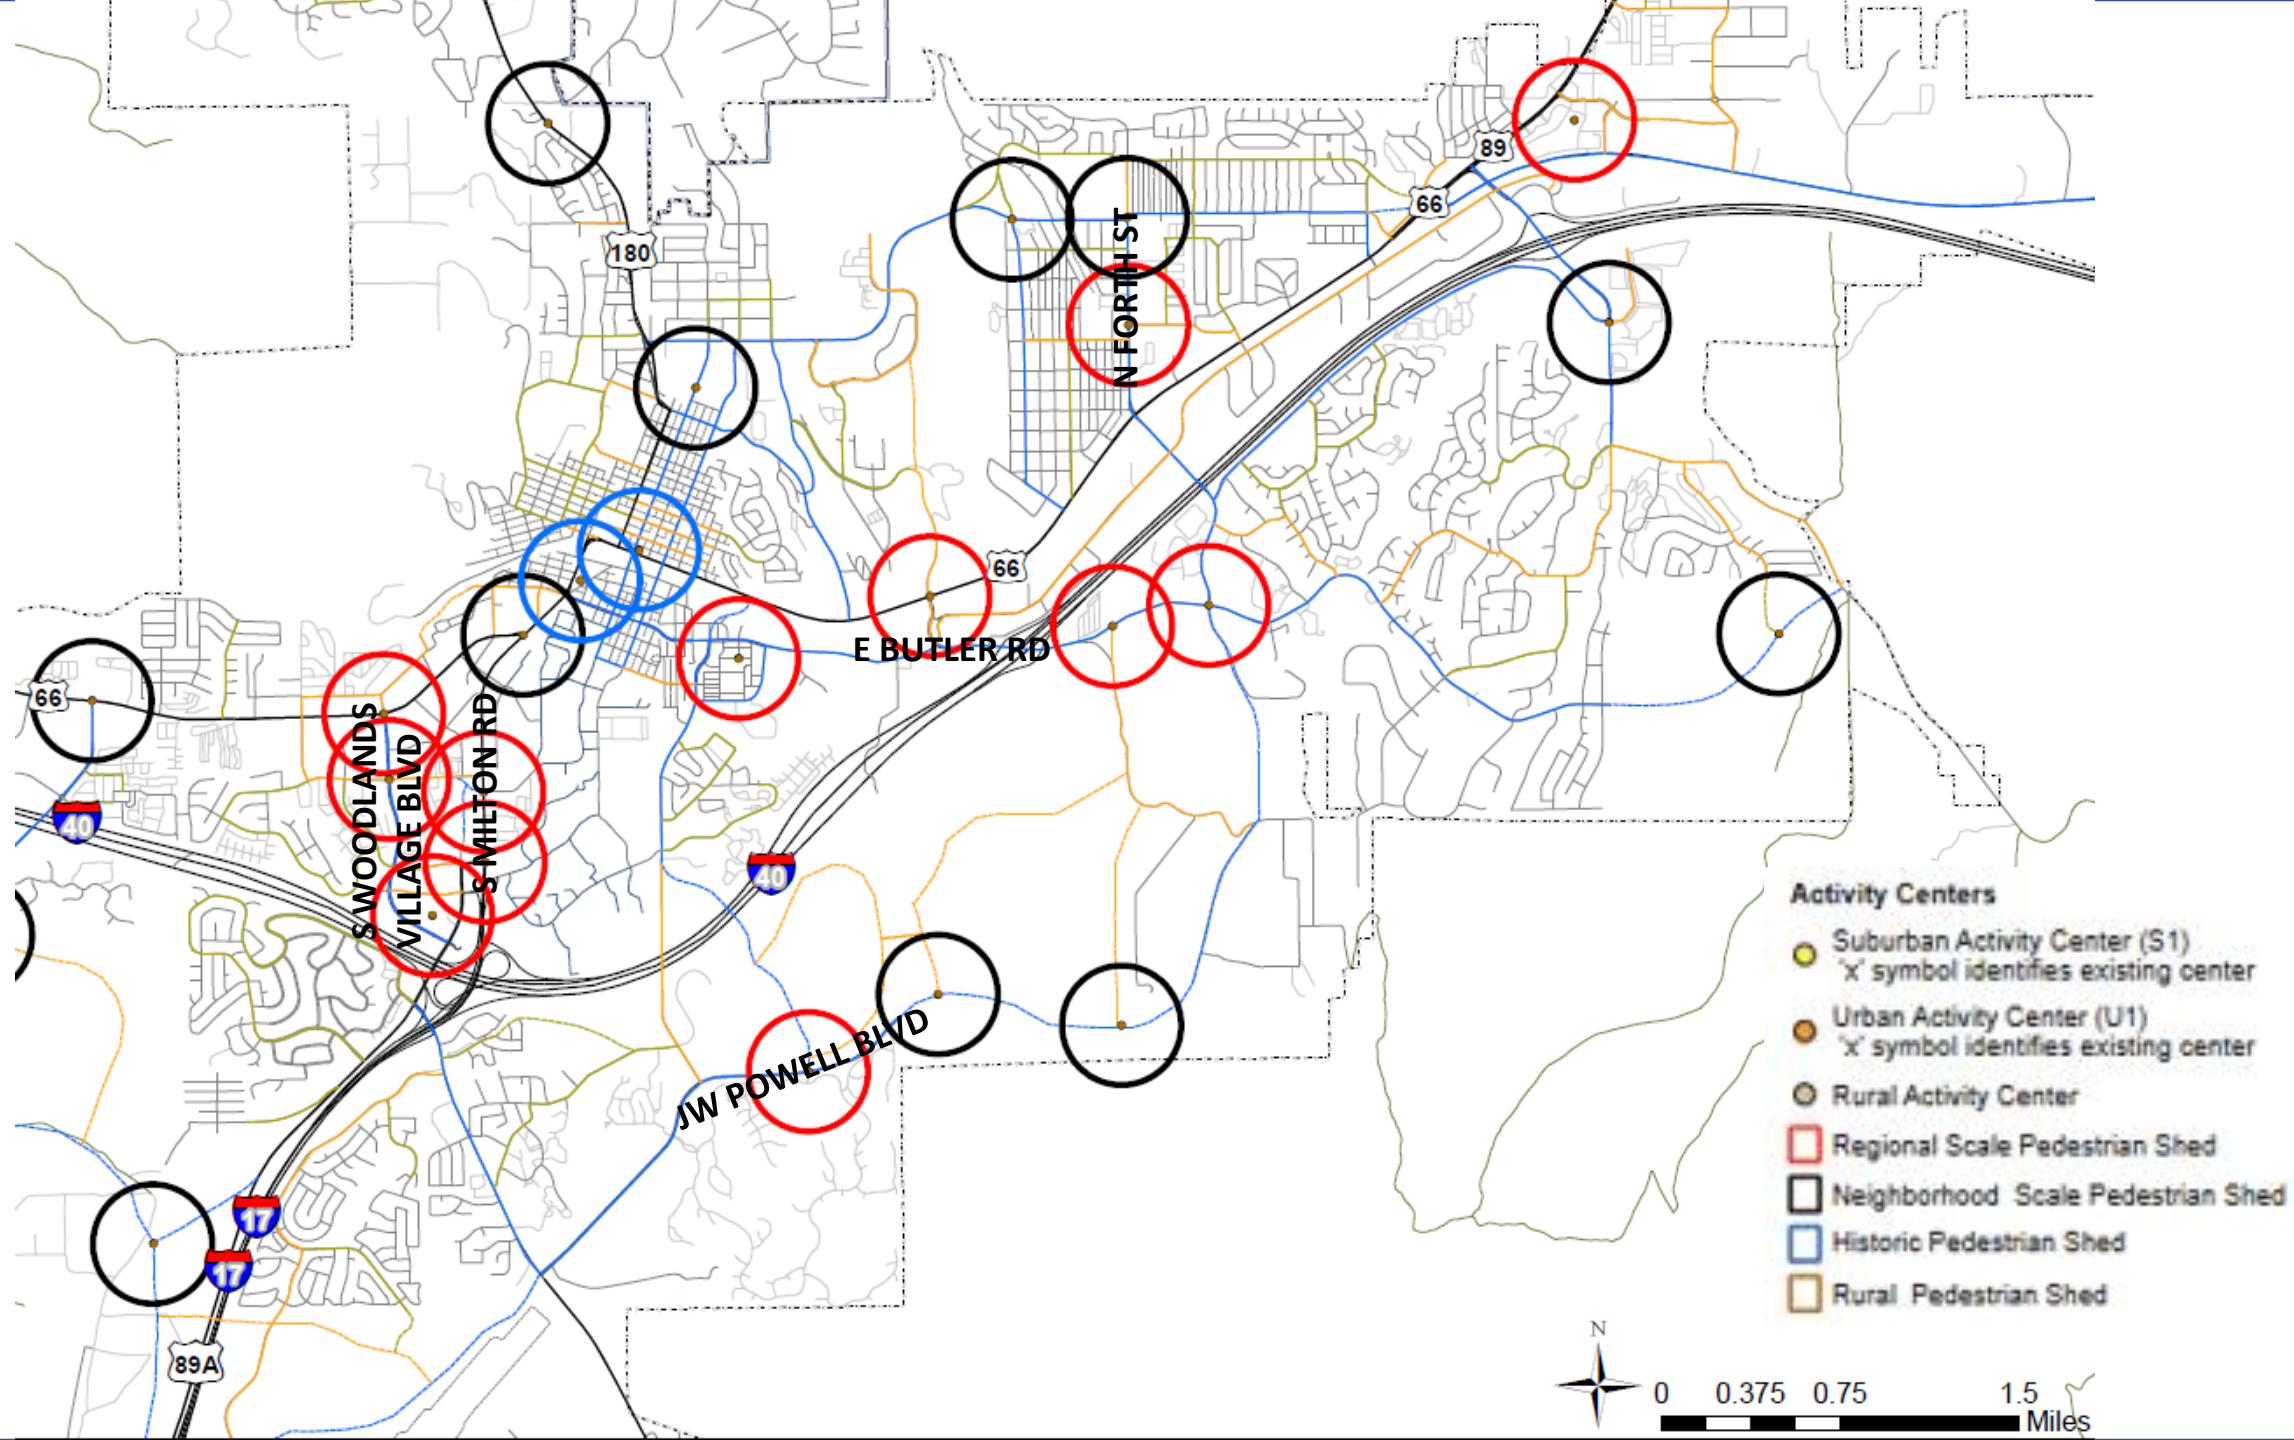 89
66
180
N FORTH ST
66
E BUTLER RD
66
S WOODLANDS
VILLAGE BLVD
S MILTON RD
40
40
JW POWELL BLVD
17
17
89A
Activity Centers
Suburban Activity Center (S1)
'x' symbol identifies existing center
Urban Activity Center (U1)
'x' symbol identifies existing center
Rural Activity Center
Regional Scale Pedestrian Shed
Neighborhood Scale Pedestrian Shed
Historic Pedestrian Shed
Rural Pedestrian Shed
N
0 0.375 0.75 1.5
Miles